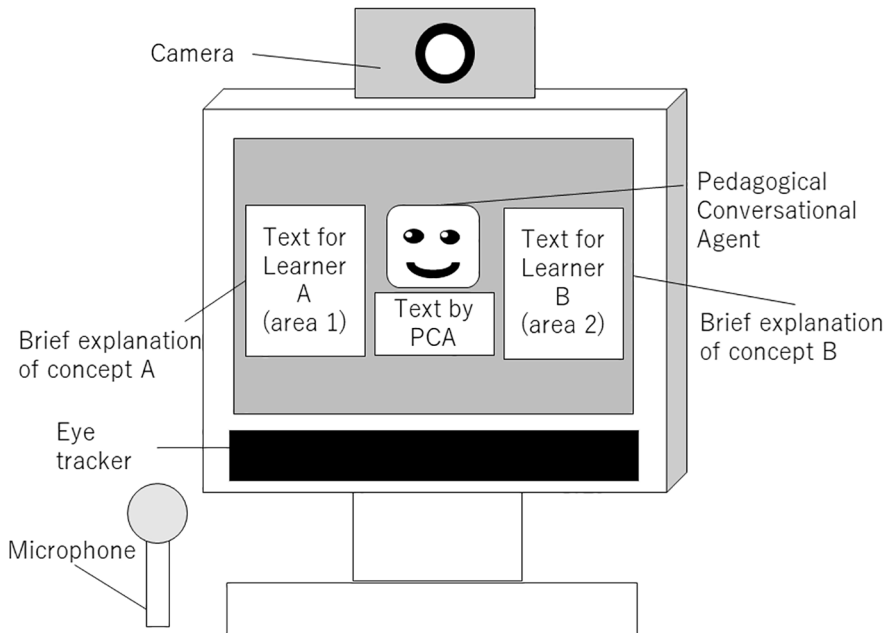 Camera
Pedagogical
Conversational
Agent
Text for
Learner
A
(area 1)
Text by
PCA
Text for
Learner
B
(area 2)
Brief explanation
of concept A
Brief explanation
of concept B
Eye
tracker
Microphone